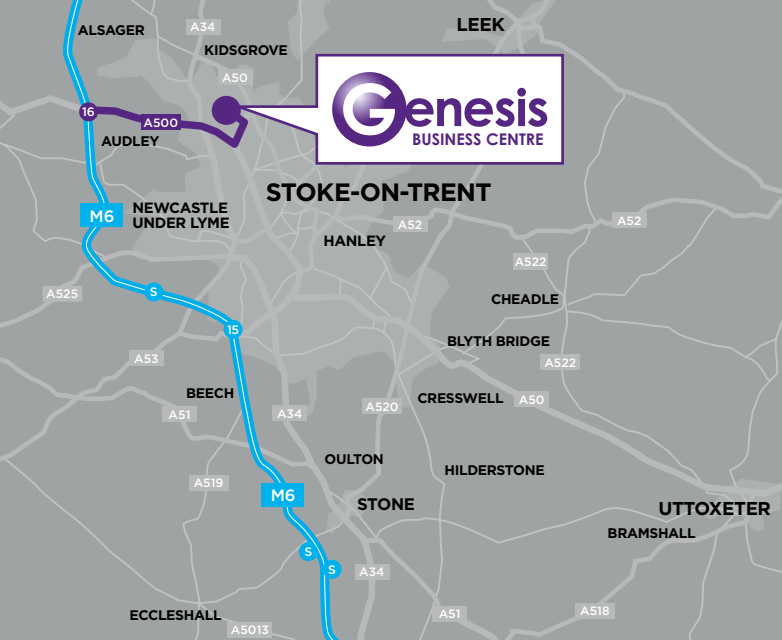 ALSAGER
A34
LEEK
KIDSGROVE
A50
Genesis
BUSINESS CENTRE
16
A500
AUDLEY
STOKE-ON-TRENT
M6
NEWCASTLE
UNDER LYME
A52
A52
HANLEY
A522
A525
S
CHEADLE
15
BLYTH BRIDGE
A53
A522
BEECH
CRESSWELL
A50
A51
A34
A520
OULTON
HILDERSTONE
A519
M6
STONE
UTTOXETER
BRAMSHALL
S
S
A34
ECCLESHALL
A51
A518
A5013